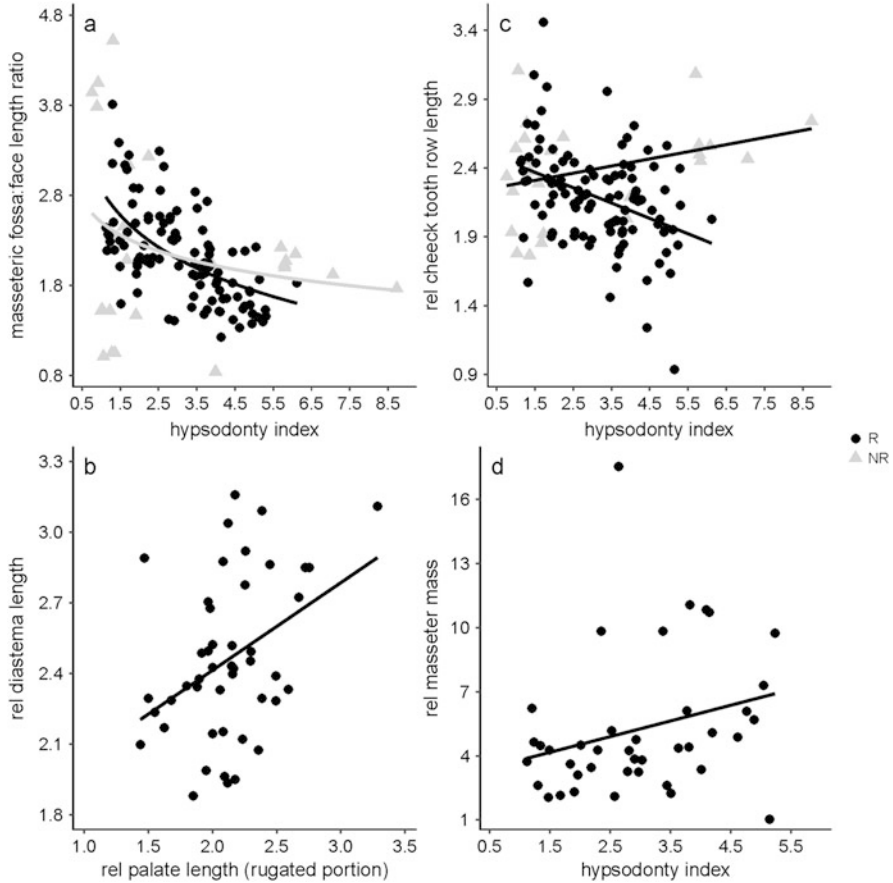 a
masseteric fossa:face length ratio
4.8
3.8
2.8
1.8
0.8
0.5 1.5 2.5 3.5 4.5 5.5 6.5 7.5 8.5
hypsodonty index
c
rel cheeck tooth row length
3.4
2.9
2.4
1.9
1.4
0.9
0.5 1.5 2.5 3.5 4.5 5.5 6.5 7.5 8.5
hypsodonty index
R
NR
b
rel diastema length
3.3
3.0
2.7
2.4
2.1
1.8
1.0 1.5 2.0 2.5 3.0 3.5
rel palate length (rugated portion)
d
rel masseter mass
16
13
10
7
4
1
0.5 1.5 2.5 3.5 4.5 5.5
hypsodonty index